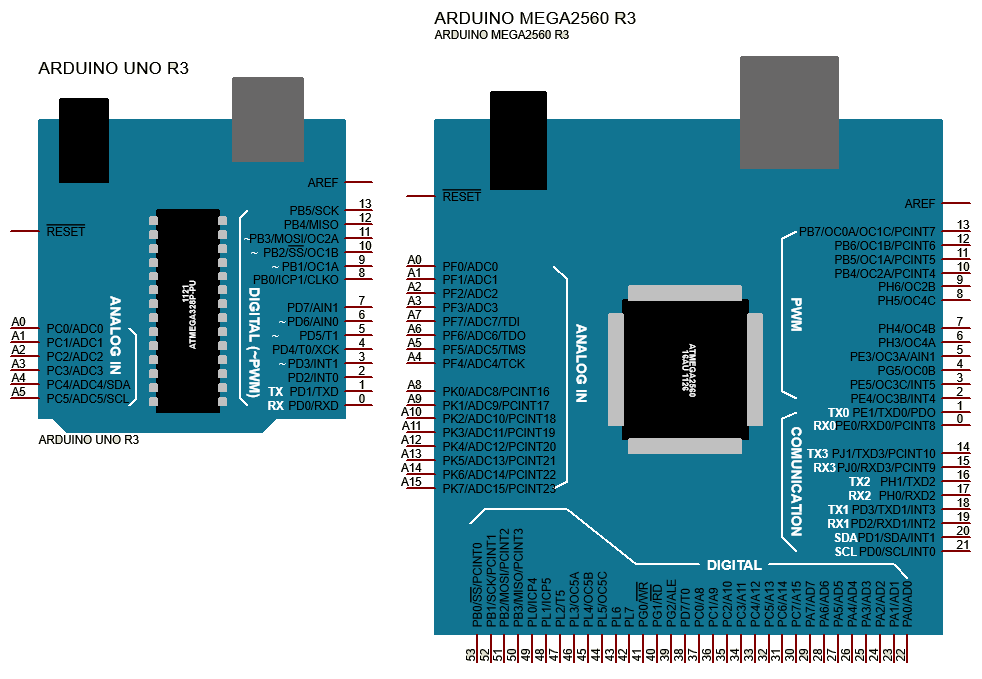 ARDUINO UNO R3
AREF
RESET
PB5/SCK 13
PB4/MISO 12
~PB3/MOSI/OC2A 11
~ PB2/SS/OC1B 10
~ PB1/OC1A 9
PB0/ICP1/CLKO 8
PD7/AIN1 7
~ PD6/AIN0 6
~ PD5/T1 5
PD4/T0/XCK 4
~ PD3/INT1 3
PD2/INT0 2
TX PD1/TXD 1
RX PD0/RXD 0
DIGITAL (~PWM)
1121
ATMEGA328P-PU
ANALOG IN
A0 PC0/ADC0
A1 PC1/ADC1
A2 PC2/ADC2
A3 PC3/ADC3
A4 PC4/ADC4/SDA
A5 PC5/ADC5/SCL
ARDUINO UNO R3
ARDUINO MEGA2560 R3
ARDUINO MEGA2560 R3
RESET
AREF
A0 PF0/ADC0
A1 PF1/ADC1
A2 PF2/ADC2
A3 PF3/ADC3
A7 PF7/ADC7/TDI
A6 PF6/ADC6/TDO
A5 PF5/ADC5/TMS
A4 PF4/ADC4/TCK
A8 PK0/ADC8/PCINT16
A9 PK1/ADC9/PCINT17
A10 PK2/ADC10/PCINT18
A11 PK3/ADC11/PCINT19
A12 PK4/ADC12/PCINT20
A13 PK5/ADC13/PCINT21
A14 PK6/ADC14/PCINT22
A15 PK7/ADC15/PCINT23
ANALOG IN
ATMEGA2560
16AU 1126
PWM
PB7/OC0A/OC1C/PCINT7 13
PB6/OC1B/PCINT6 12
PB5/OC1A/PCINT5 11
PB4/OC2A/PCINT4 10
PH6/OC2B 9
PH5/OC4C 8
PH4/OC4B 7
PH3/OC4A 6
PE3/OC3A/AIN1 5
PG5/OC0B 4
PE5/OC3C/INT5 3
PE4/OC3B/INT4 2
TX0 PE1/TXD0/PDO 1
RX0 PE0/RXD0/PCINT8 0
COMUNICATION
TX3 PJ1/TXD3/PCINT10 14
RX3 PJ0/RXD3/PCINT9 15
TX2 PH1/TXD2 16
RX2 PH0/RXD2 17
TX1 PD3/TXD1/INT3 18
RX1 PD2/RXD1/INT2 19
SDA PD1/SDA/INT1 20
SCL PD0/SCL/INT0 21
DIGITAL
PB0/SS/PCINT0 53
PB1/SCK/PCINT1 52
PB2/MOSI/PCINT2 51
PB3/MISO/PCINT3 50
PL0/ICP4 49
PL1/ICP5 48
PL2/T5 47
PL3/OC5A 46
PL4/OC5B 45
PL5/OC5C 44
PL6 43
PL7 42
PG0/WR 41
PG1/RD 40
PG2/ALE 39
PD7/T0 38
PC0/A8 37
PC1/A9 36
PC2/A10 35
PC3/A11 34
PC4/A12 33
PC5/A13 32
PC6/A14 31
PC7/A15 30
PA7/AD7 29
PA6/AD6 28
PA5/AD5 27
PA4/AD4 26
PA3/AD3 25
PA2/AD2 24
PA1/AD1 23
PA0/AD0 22